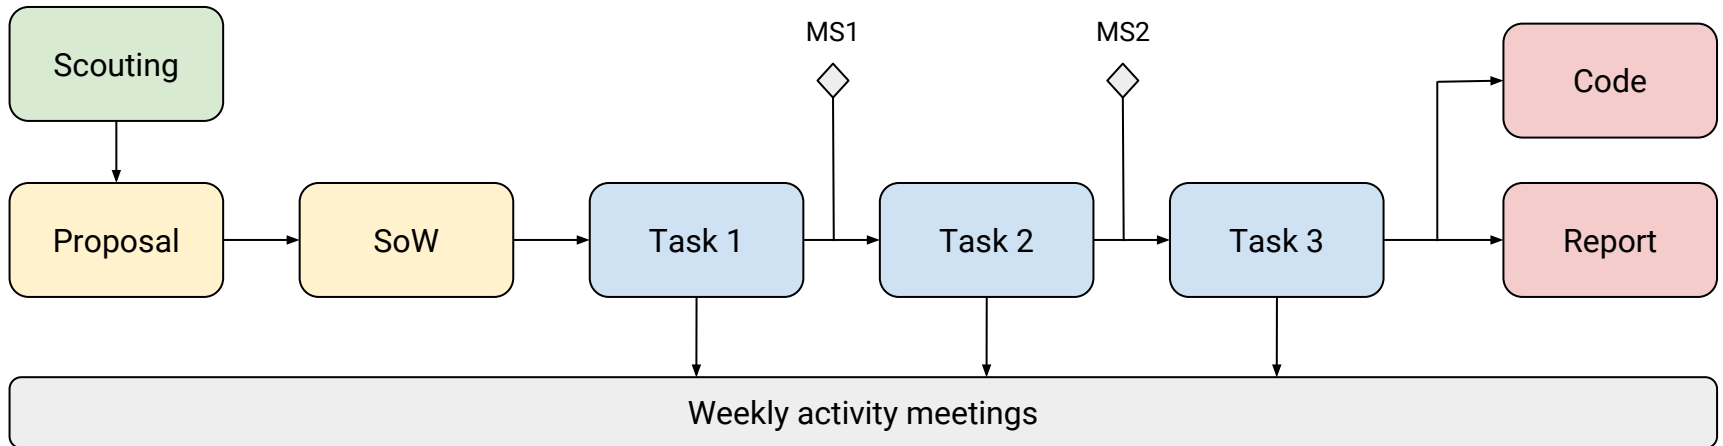 Scouting
MS1
MS2
Code
Proposal
SoW
Task 1
Task 2
Task 3
Report
Weekly activity meetings